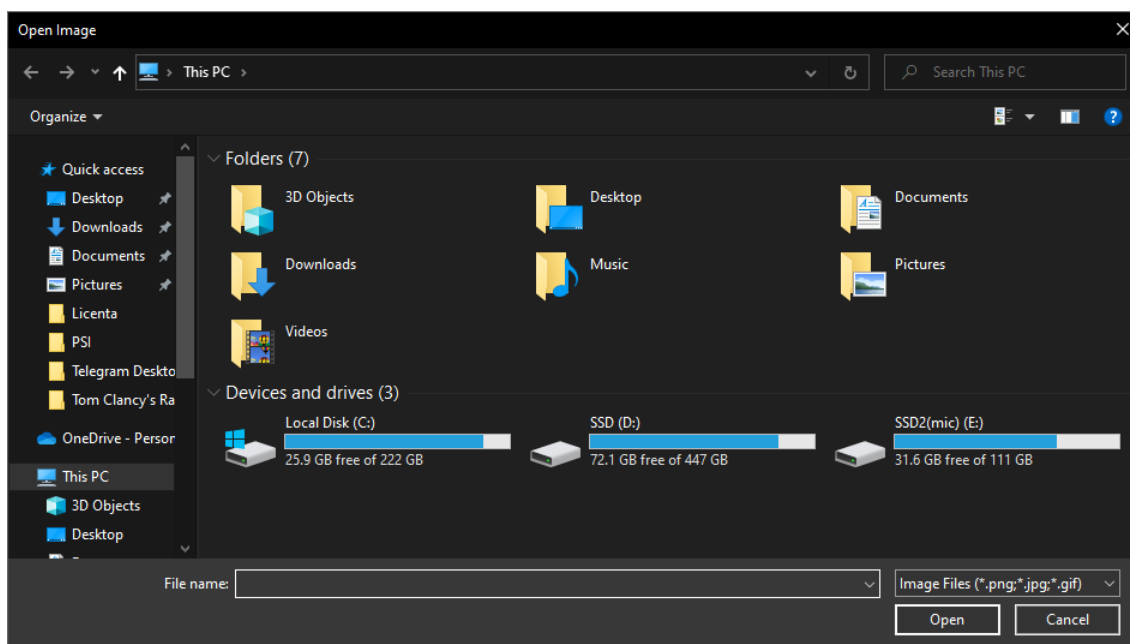 Open Image
This PC
Search This PC
Organize
?
Quick access
Desktop
Downloads
Documents
Pictures
Licenta
PSI
Telegram Deskto
Tom Clancy's Ra
OneDrive - Person
This PC
3D Objects
Desktop
Folders (7)
3D Objects
Desktop
Documents
Downloads
Music
Pictures
Videos
Devices and drives (3)
Local Disk (C:)
25.9 GB free of 222 GB
SSD (D:)
72.1 GB free of 447 GB
SSD2(mic) (E:)
31.6 GB free of 111 GB
File name:
Image Files (*.png;*.jpg;*.gif)
Open
Cancel